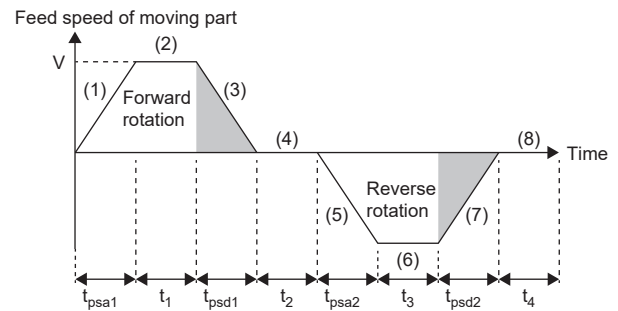 Feed speed of moving part
(2)
V
(1)
Forward
rotation
(3)
(4)
(8)
Time
(5)
Reverse
rotation
(7)
(6)
tpsa1
t1
tpsd1
t2
tpsa2
t3
tpsd2
t4